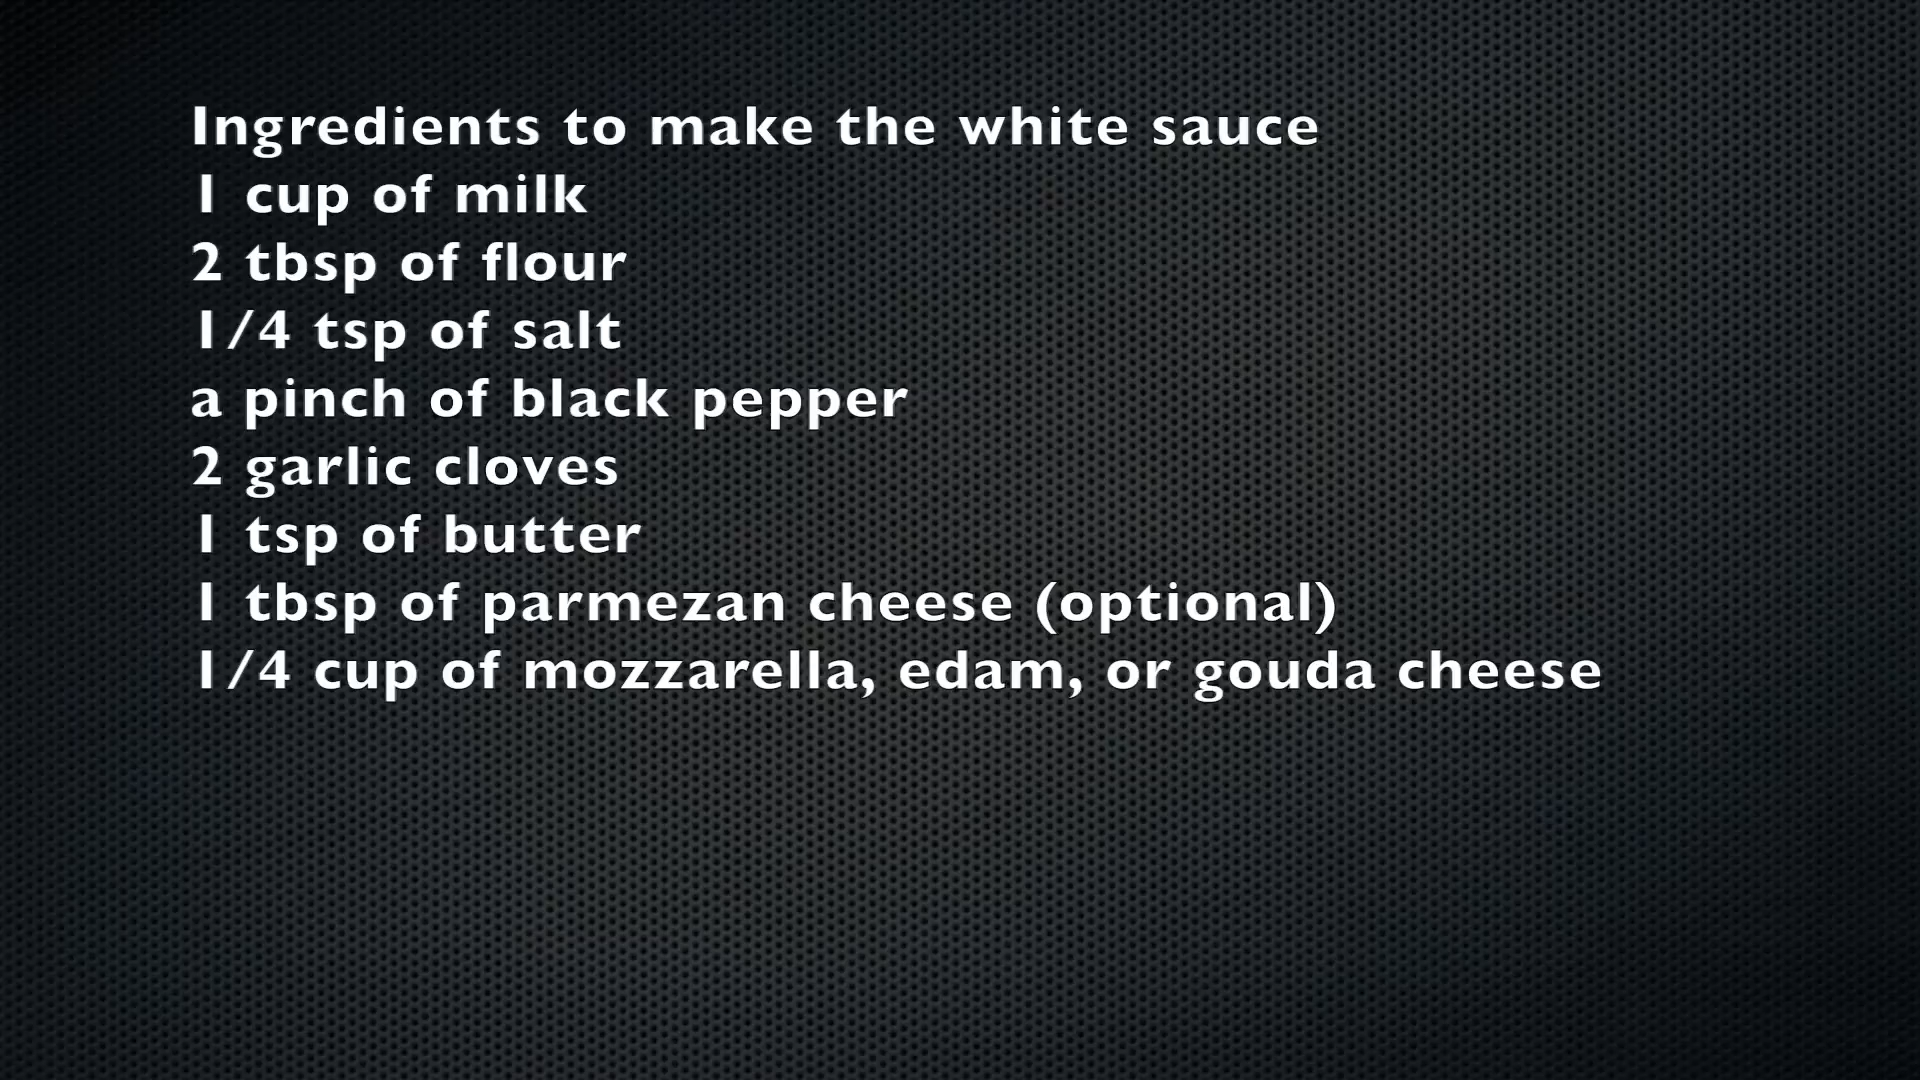 Ingredients to make the white sauce
1 cup of milk
2 tbsp of flour
1/4 tsp of salt
a pinch of black pepper
2 garlic cloves
1 tsp of butter
1 tbsp of parmezan cheese (optional)
1/4 cup of mozzarella, edam, or gouda cheese